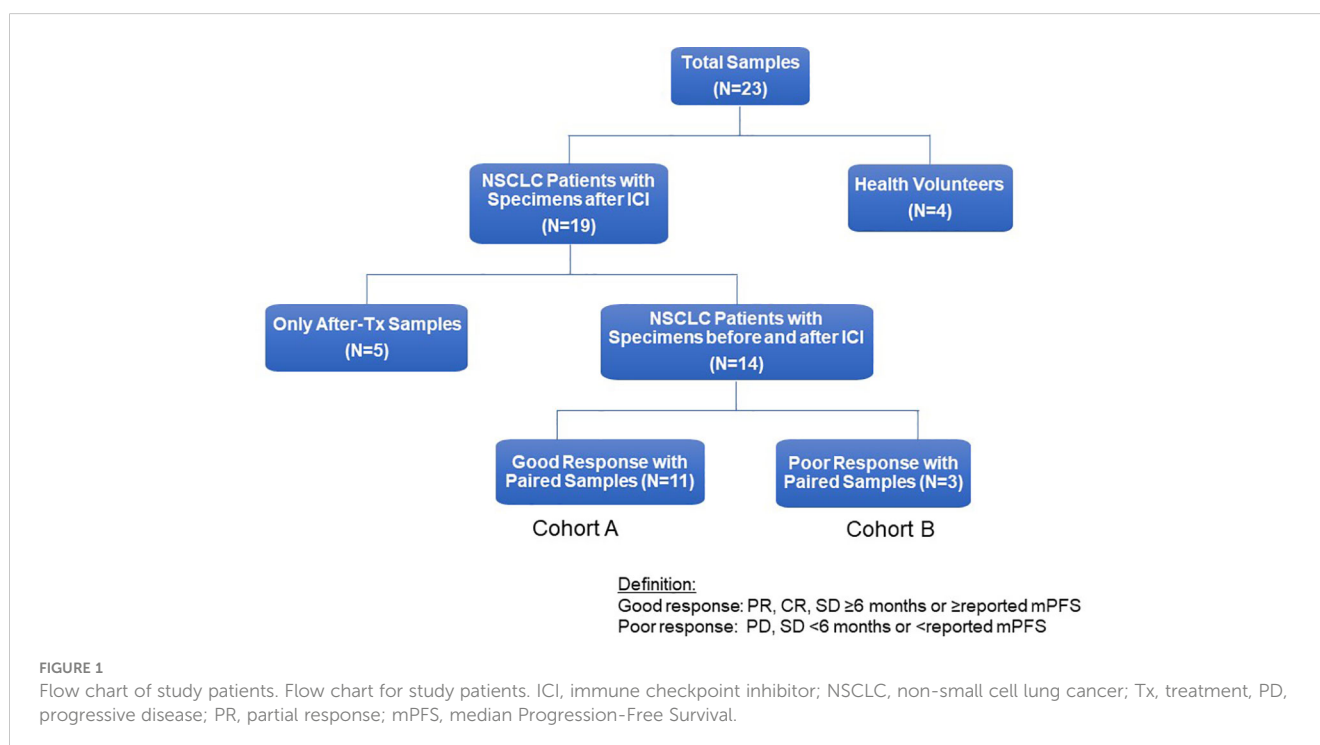 Total Samples
(N=23)
NSCLC Patients with
Specimens after ICI
(N=19)
Health Volunteers
(N=4)
Only After-Tx Samples
(N=5)
NSCLC Patients with
Specimens before and after ICI
(N=14)
Good Response with
Paired Samples (N=11)
Poor Response with
Paired Samples (N=3)
Cohort A
Cohort B
Definition:
Good response: PR, CR, SD ≥6 months or ≥reported mPFS
Poor response: PD, SD <6 months or <reported mPFS
FIGURE 1
Flow chart of study patients. Flow chart for study patients. ICI, immune checkpoint inhibitor; NSCLC, non-small cell lung cancer; Tx, treatment, PD,
progressive disease; PR, partial response; mPFS, median Progression-Free Survival.